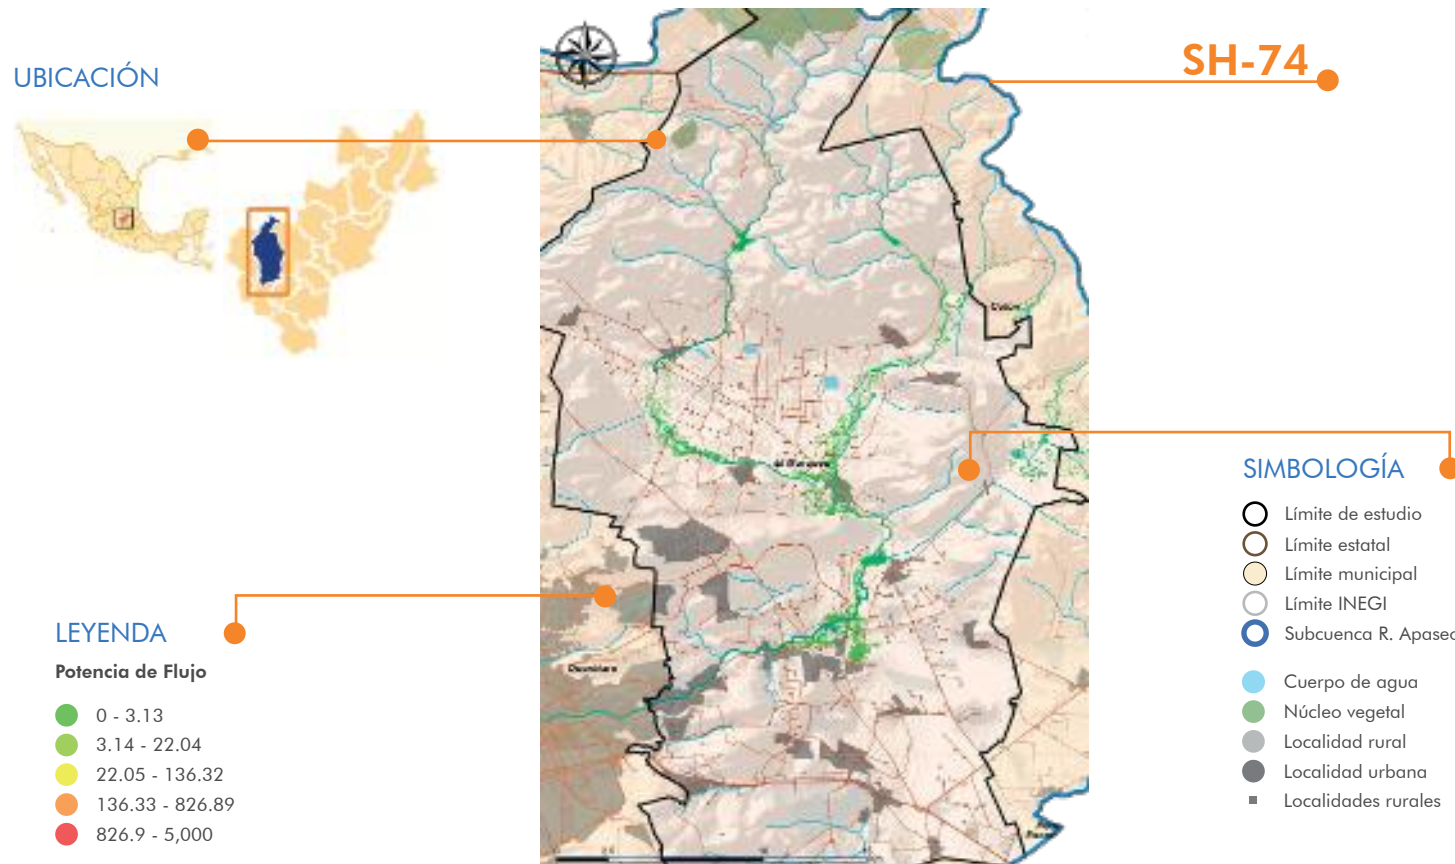 UBICACIÓN
SH-74
LEYENDA
Potencia de Flujo
0 - 3.13
3.14 - 22.04
22.05 - 136.32
136.33 - 826.89
826.9 - 5,000
SIMBOLOGÍA
Límite de estudio
Límite estatal
Límite municipal
Límite INEGI
Subcuenca R. Apaseo
Cuerpo de agua
Núcleo vegetal
Localidad rural
Localidad urbana
Localidades rurales